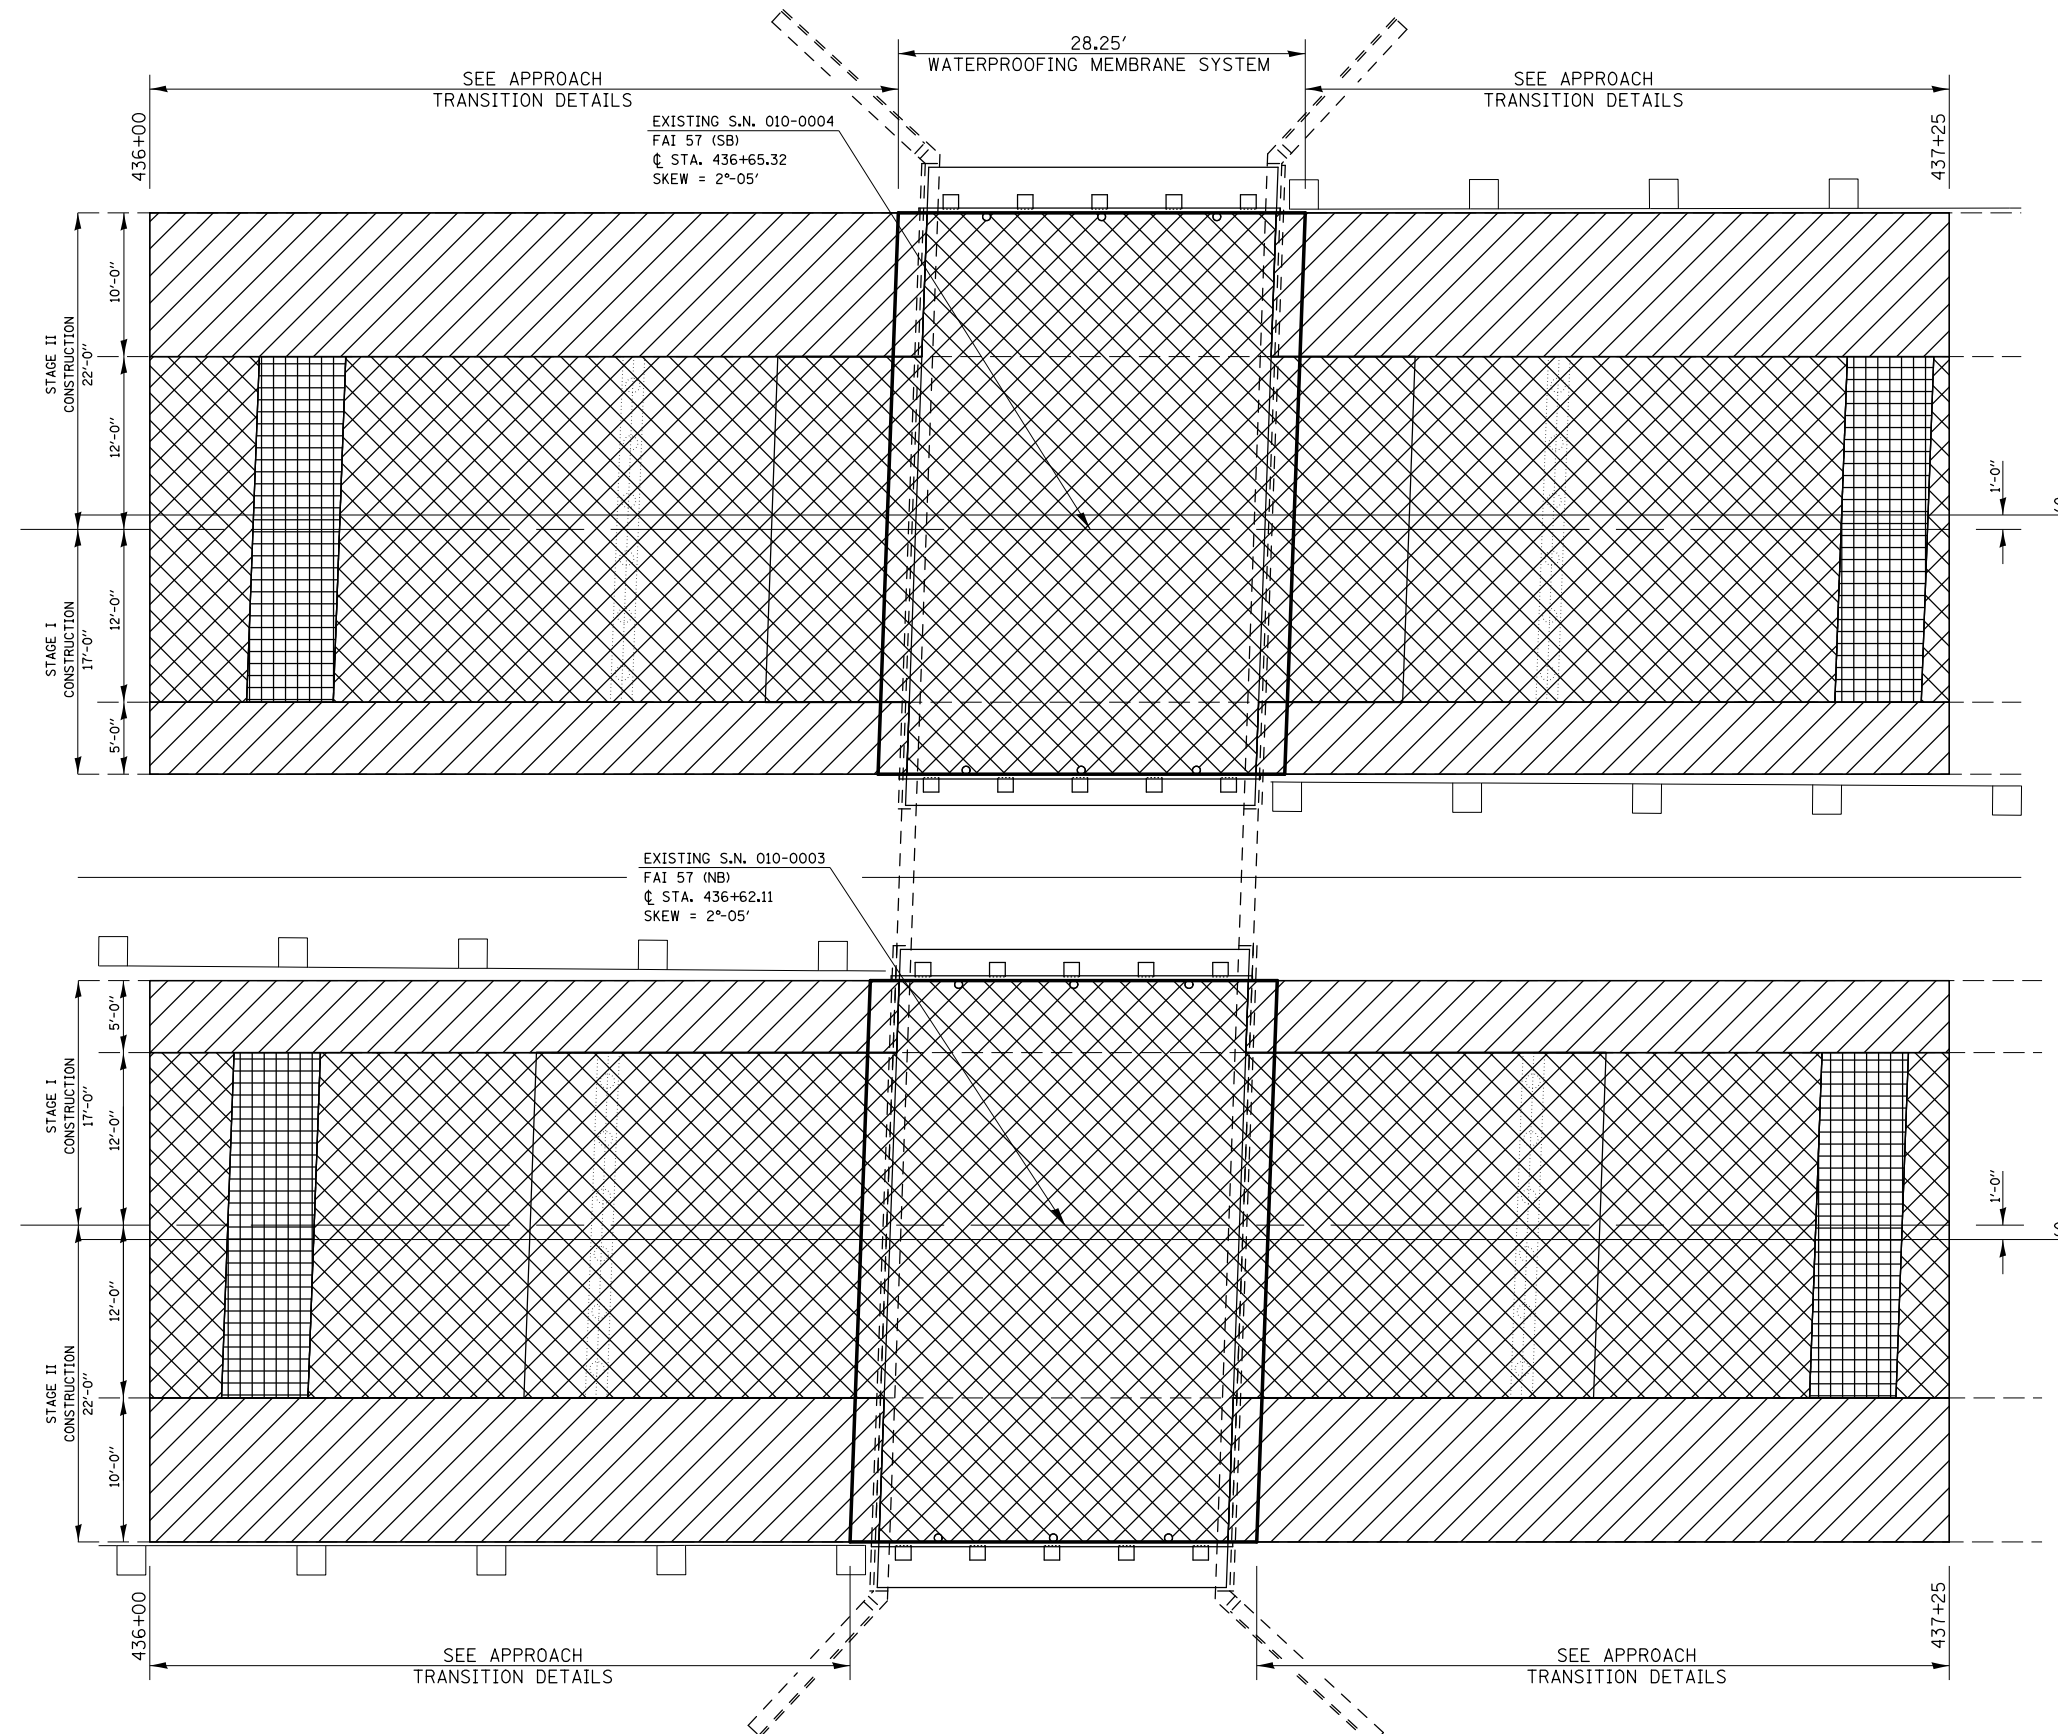 28.25'
WATERPROOFING MEMBRANE SYSTEM
SEE APPROACH
TRANSITION DETAILS
SEE APPROACH
TRANSITION DETAILS
436+00
437+25
EXISTING S.N. 010-0004
FAI 57 (SB)
℄ STA. 436+65.32
SKEW = 2°-05'
STAGE II
CONSTRUCTION
22'-0"
10'-0"
12'-0"
1'-0"
STAGE I
CONSTRUCTION
17'-0"
12'-0"
5'-0"
EXISTING S.N. 010-0003
FAI 57 (NB)
℄ STA. 436+62.11
SKEW = 2°-05'
STAGE I
CONSTRUCTION
17'-0"
5'-0"
12'-0"
1'-0"
STAGE II
CONSTRUCTION
22'-0"
12'-0"
10'-0"
436+00
437+25
SEE APPROACH
TRANSITION DETAILS
SEE APPROACH
TRANSITION DETAILS